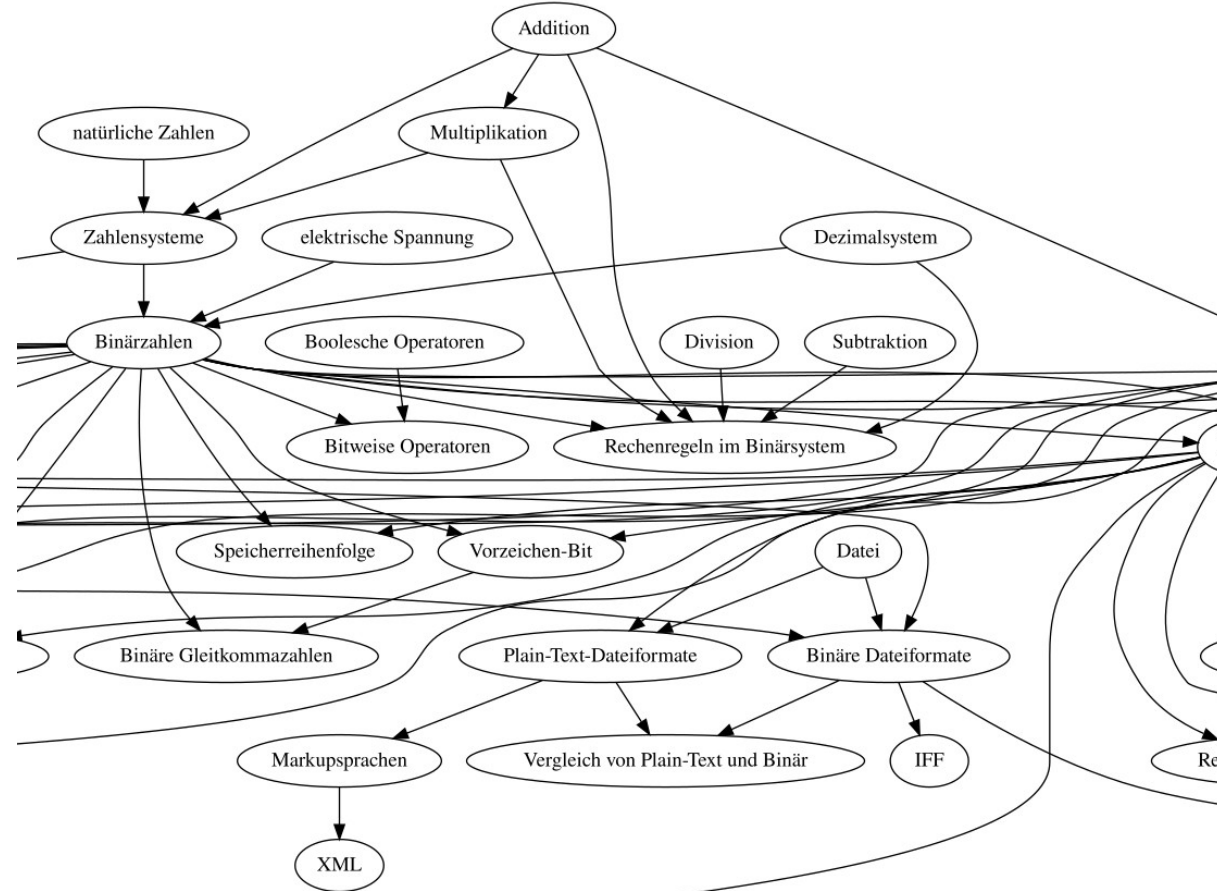 Addition
natürliche Zahlen
Multiplikation
Zahlensysteme
elektrische Spannung
Dezimalsystem
Binärzahlen
Boolesche Operatoren
Division
Subtraktion
Bitweise Operatoren
Rechenregeln im Binärsystem
Speicherreihenfolge
Vorzeichen-Bit
Datei
Binäre Gleitkommazahlen
Plain-Text-Dateiformate
Binäre Dateiformate
Markupsprachen
Vergleich von Plain-Text und Binär
IFF
Re
XML